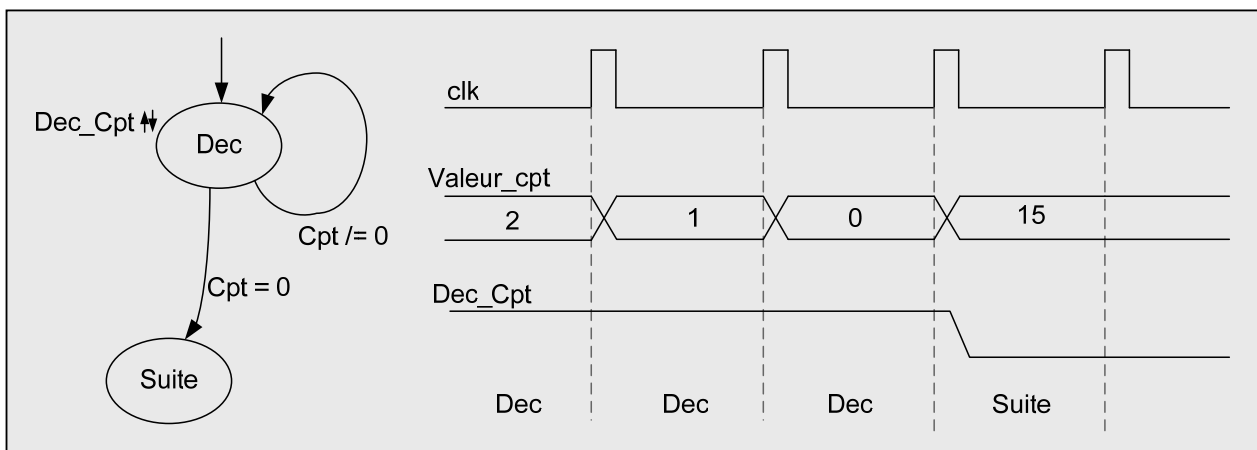 Dec_Cpt
Dec
Cpt /= 0
Cpt = 0
Suite
clk
Valeur_cpt
2 1 0 15
Dec_Cpt
Dec Dec Dec Suite